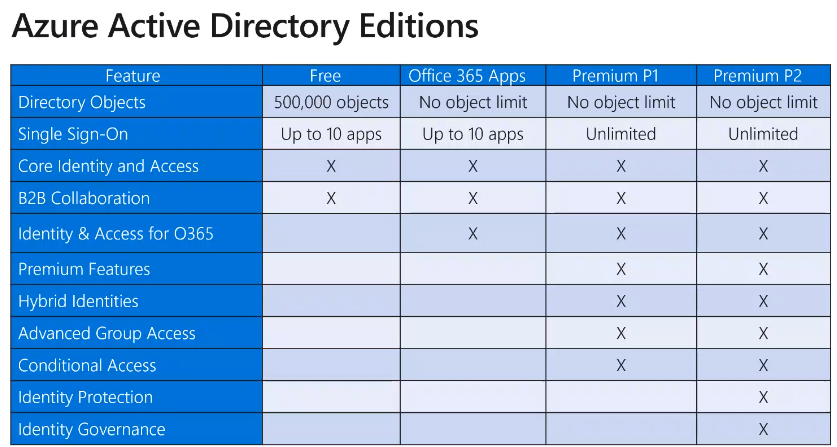 Azure Active Directory Editions
Feature Free Office 365 Apps Premium P1 Premium P2
Directory Objects 500,000 objects No object limit No object limit No object limit
Single Sign-On Up to 10 apps Up to 10 apps Unlimited Unlimited
Core Identity and Access X X X X
B2B Collaboration X X X X
Identity & Access for O365 X X X
Premium Features X X
Hybrid Identities X X
Advanced Group Access X X
Conditional Access X X
Identity Protection X
Identity Governance X